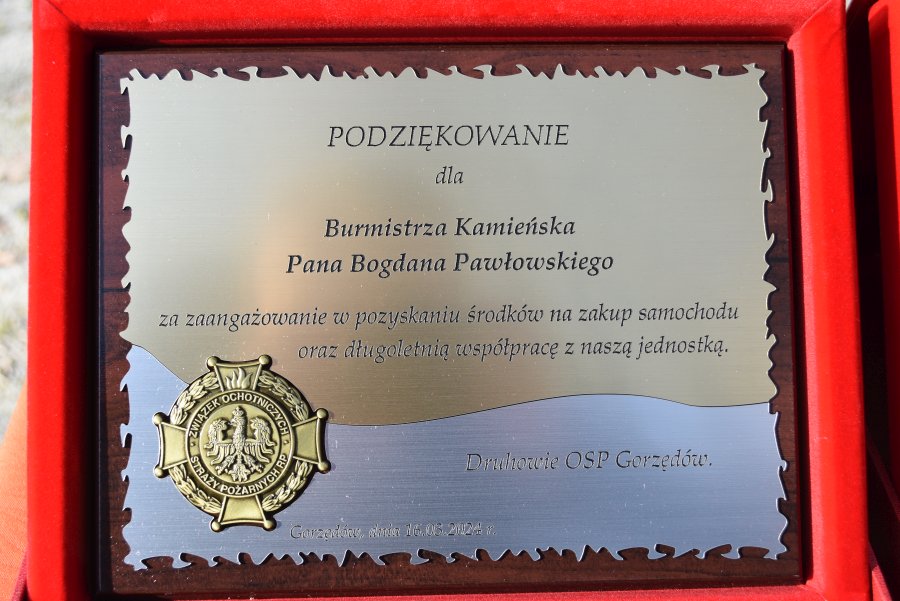 PODZIĘKOWANIE
dla
Burmistrza Kamieńska
Pana Bogdana Pawłowskiego
za zaangażowanie w pozyskaniu środków na zakup samochodu
oraz długoletnią współpracę z naszą jednostką.
ZWIĄZEK OCHOTNICZYCH
STRAŻY POŻARNYCH RP
Druhowie OSP Gorzędów.
Gorzędów, dnia 16.03.2024 r.